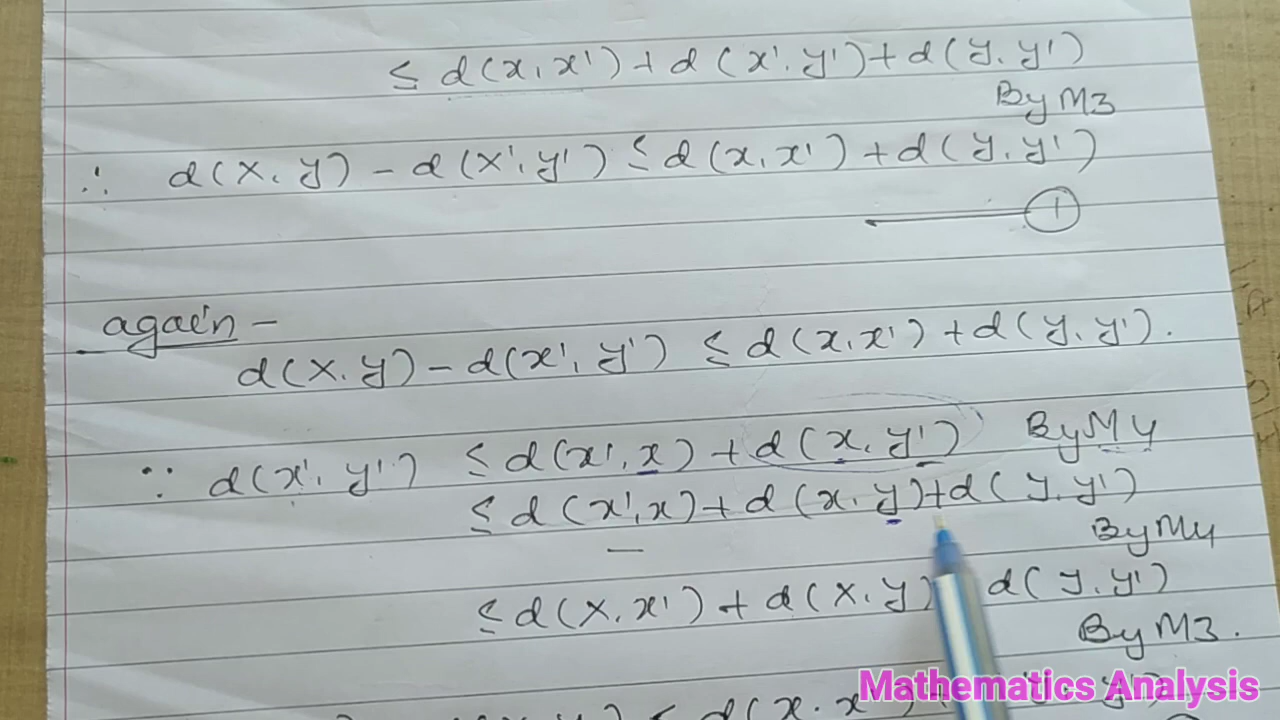 ≤ d(x, x') + d(x', y') + d(y, y')
By M3
∴ d(x, y) - d(x', y') ≤ d(x, x') + d(y, y')
1
again -
d(x, y) - d(x', y') ≤ d(x, x') + d(y, y').
∵ d(x', y') ≤ d(x', x) + d(x, y') By M4
≤ d(x', x) + d(x, y) + d(y, y')
By M4
≤ d(x, x') + d(x, y) d(y, y')
By M3.
≤ d(x, x')
Mathematics Analysis